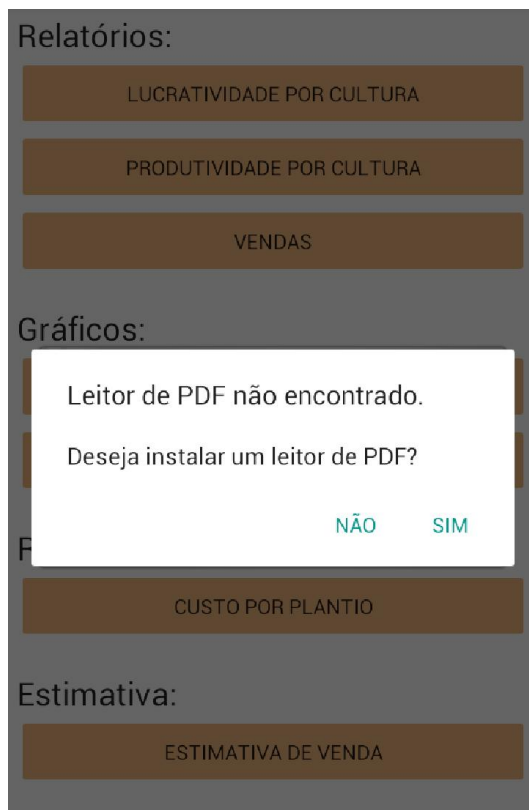 Relatórios:
LUCRATIVIDADE POR CULTURA
PRODUTIVIDADE POR CULTURA
VENDAS
Gráficos:
Leitor de PDF não encontrado.
Deseja instalar um leitor de PDF?
NÃO SIM
CUSTO POR PLANTIO
Estimativa:
ESTIMATIVA DE VENDA